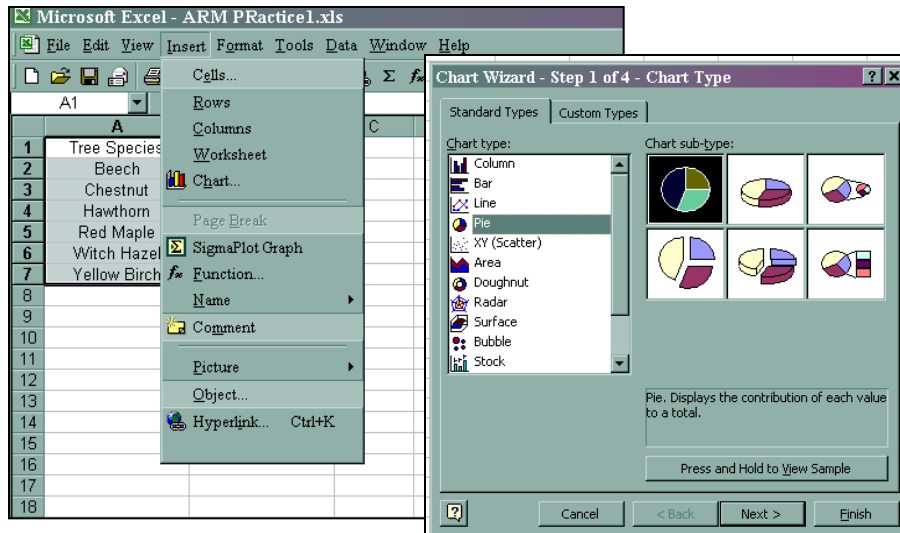 Microsoft Excel - ARM PRactice1.xls
File Edit View Insert Format Tools Data Window Help
A1
A C
1 Tree Species
2 Beech
3 Chestnut
4 Hawthorn
5 Red Maple
6 Witch Hazel
7 Yellow Birch
8
9
10
11
12
13
14
15
16
17
18
Cells...
Rows
Columns
Worksheet
Chart...
Page Break
SigmaPlot Graph
Function...
Name
Comment
Picture
Object...
Hyperlink... Ctrl+K
Chart Wizard - Step 1 of 4 - Chart Type
Standard Types Custom Types
Chart type:
Column
Bar
Line
Pie
XY (Scatter)
Area
Doughnut
Radar
Surface
Bubble
Stock
Chart sub-type:
Pie. Displays the contribution of each value
to a total.
Press and Hold to View Sample
Cancel < Back Next > Finish